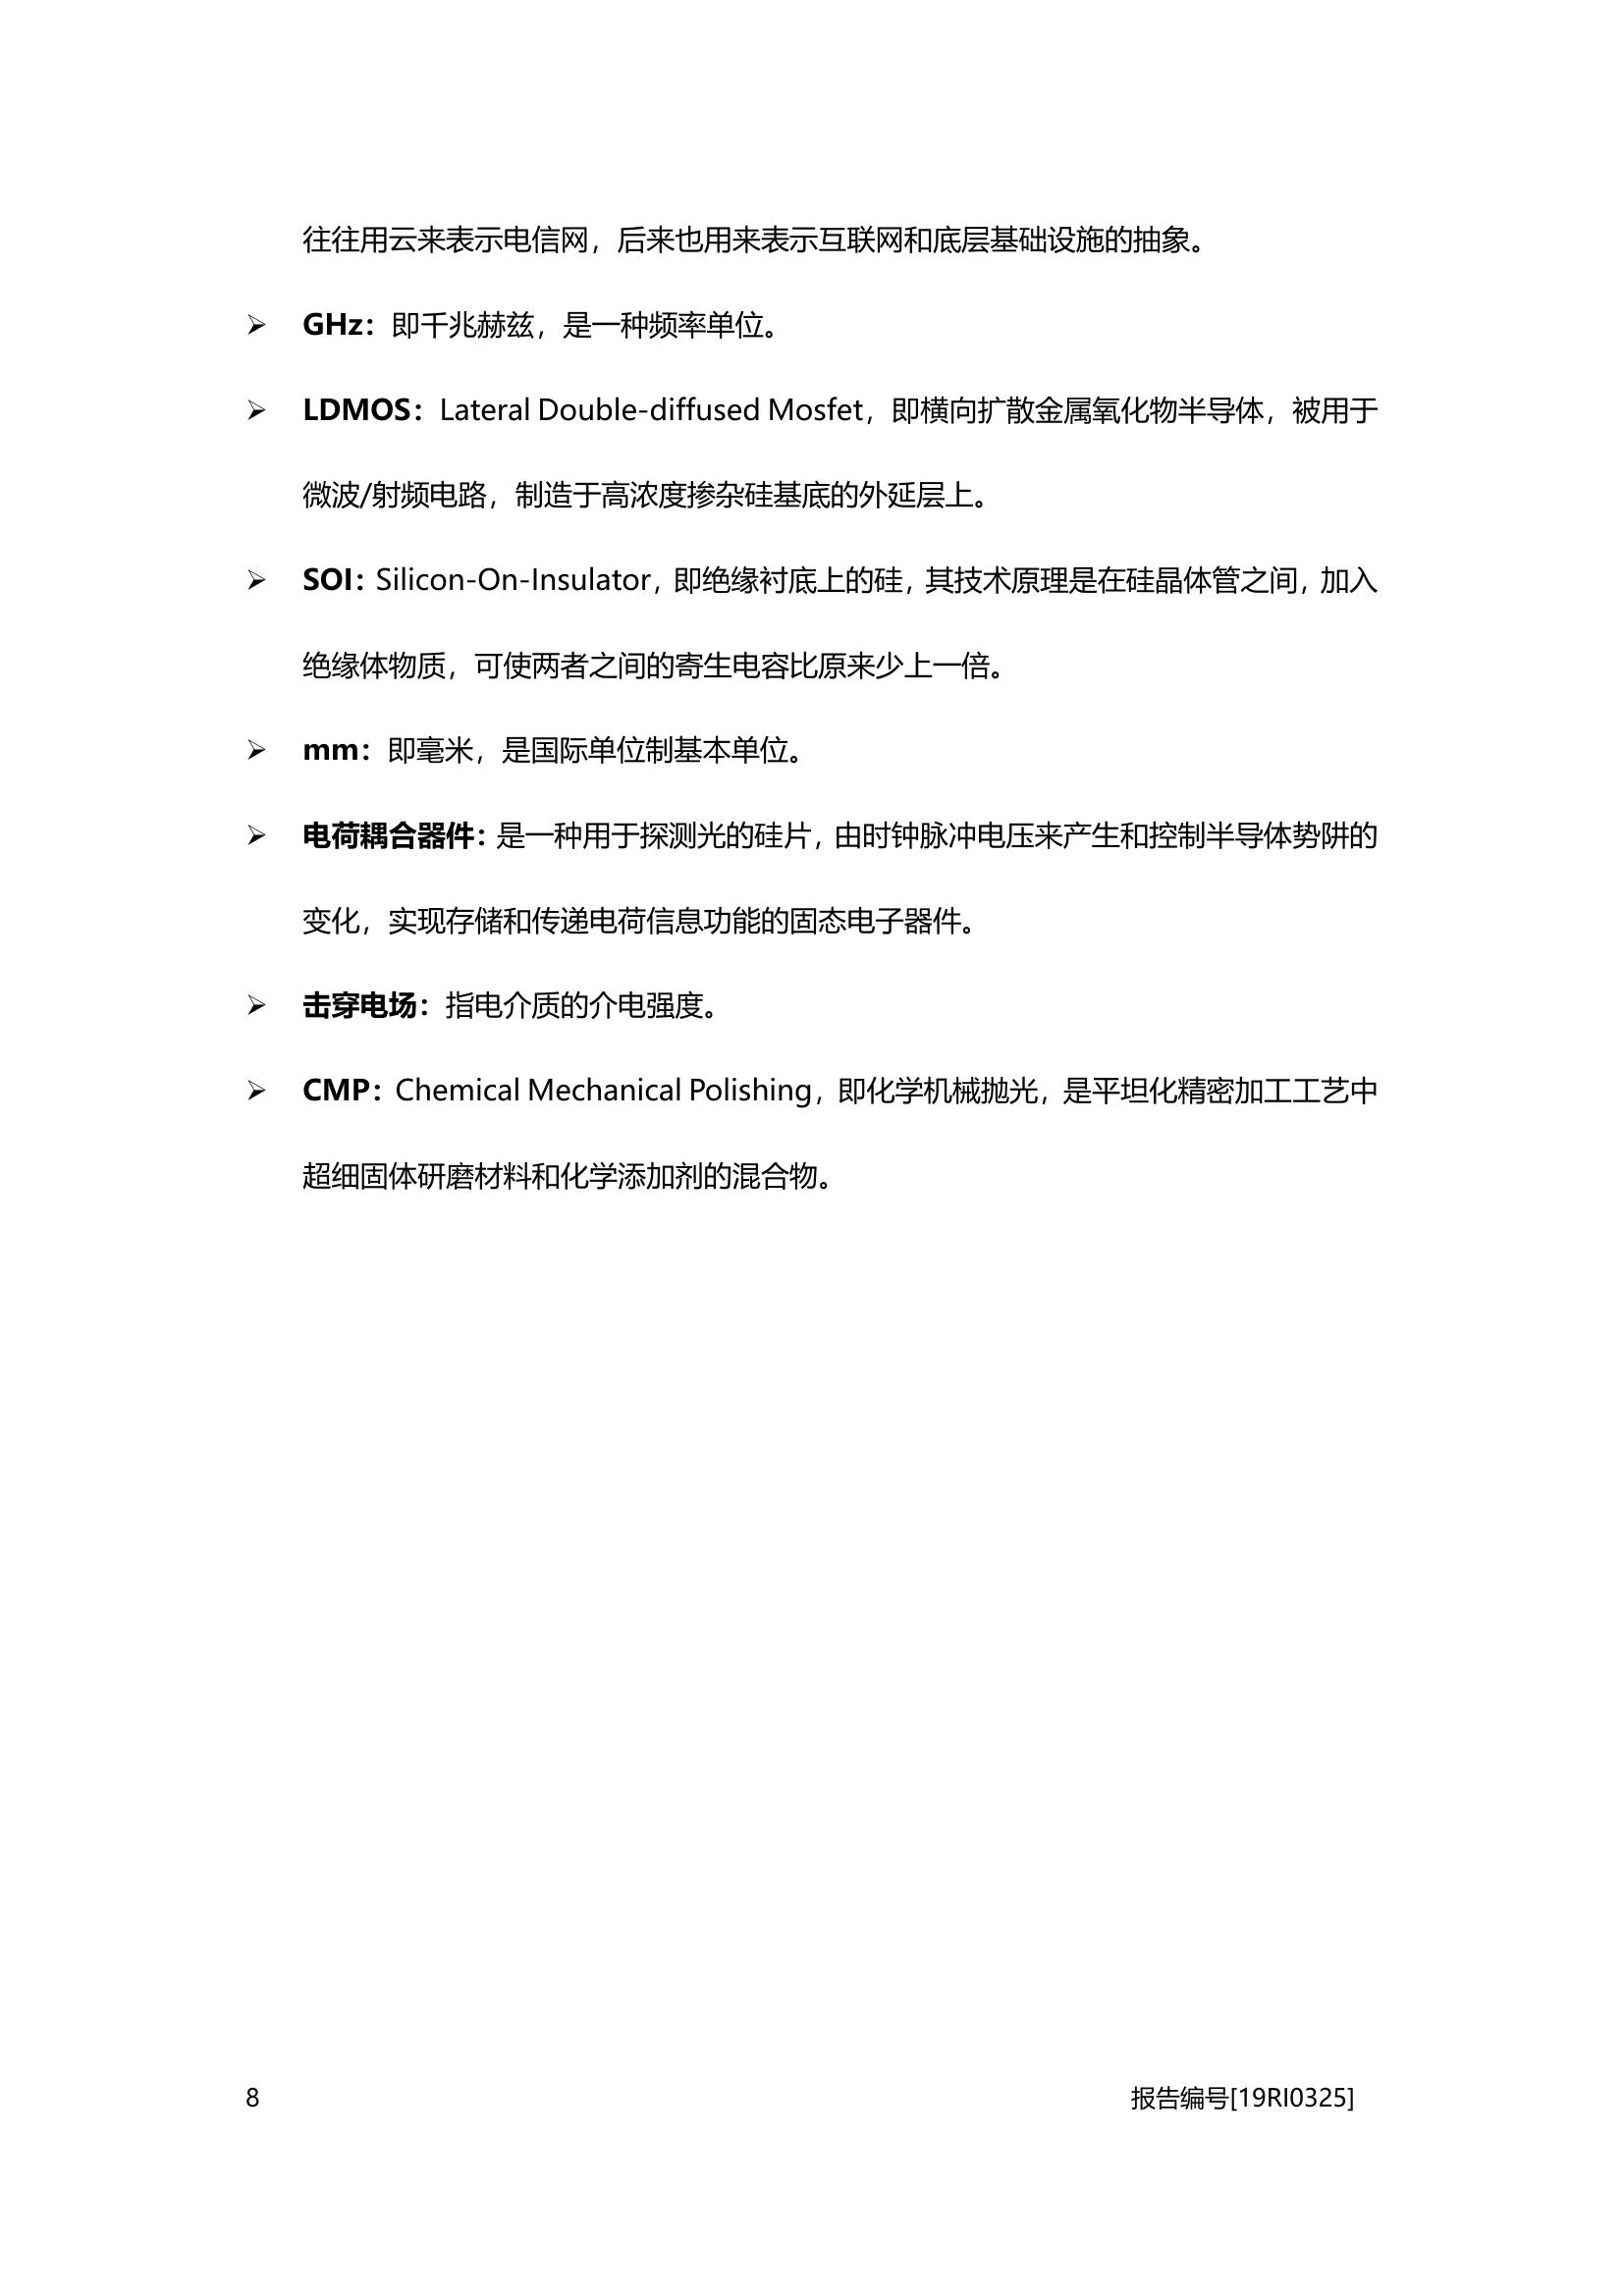 往往用云来表示电信网，后来也用来表示互联网和底层基础设施的抽象。
➢ GHz：即千兆赫兹，是一种频率单位。
➢ LDMOS：Lateral Double-diffused Mosfet，即横向扩散金属氧化物半导体，被用于
微波/射频电路，制造于高浓度掺杂硅基底的外延层上。
➢ SOI：Silicon-On-Insulator，即绝缘衬底上的硅，其技术原理是在硅晶体管之间，加入
绝缘体物质，可使两者之间的寄生电容比原来少上一倍。
➢ mm：即毫米，是国际单位制基本单位。
➢ 电荷耦合器件：是一种用于探测光的硅片，由时钟脉冲电压来产生和控制半导体势阱的
变化，实现存储和传递电荷信息功能的固态电子器件。
➢ 击穿电场：指电介质的介电强度。
➢ CMP：Chemical Mechanical Polishing，即化学机械抛光，是平坦化精密加工工艺中
超细固体研磨材料和化学添加剂的混合物。
8 报告编号[19RI0325]